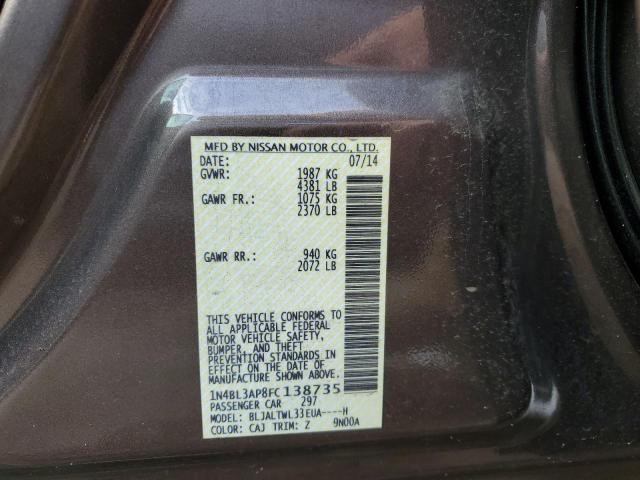 MFD BY NISSAN MOTOR CO., LTD.
DATE: 07/14
GVWR: 1987 KG
4381 LB
GAWR FR.: 1075 KG
2370 LB
GAWR RR.: 940 KG
2072 LB
THIS VEHICLE CONFORMS TO
ALL APPLICABLE FEDERAL
MOTOR VEHICLE SAFETY,
BUMPER, AND THEFT
PREVENTION STANDARDS IN
EFFECT ON THE DATE OF
MANUFACTURE SHOWN ABOVE.
1N4BL3AP8FC138735
PASSENGER CAR 297
MODEL: BLJALTWL33EUA----H
COLOR: CAJ TRIM: Z 9N00A